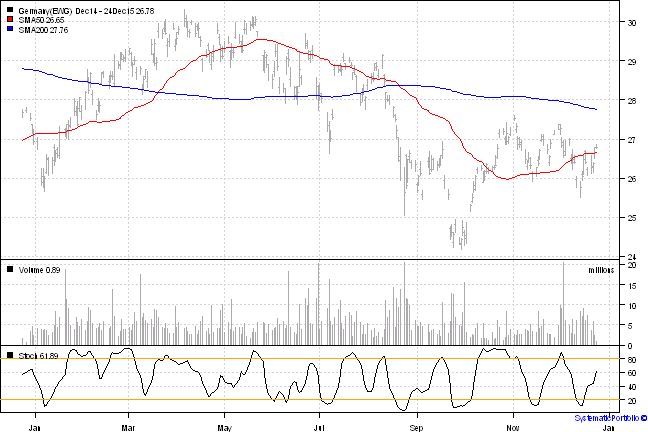 Germany(EWG) Dec14 - 24Dec15 26.78
SMA50 26.65
SMA200 27.76
30
29
28
27
26
25
24
Volume 0.89
millions
20
15
10
5
0
Stoch 61.89
80
60
40
20
Jan
Mar
May
Jul
Sep
Nov
Jan
SystematicPortfolio ©